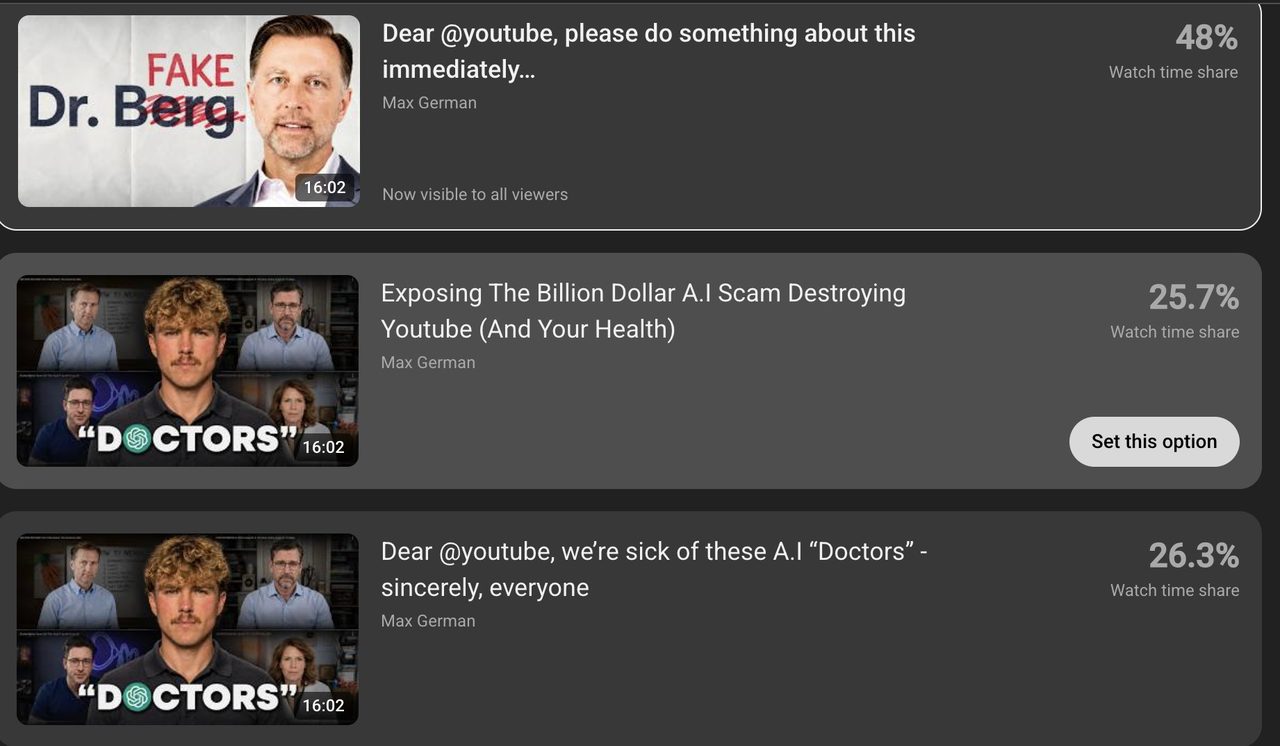 FAKE
Dr. Berg
16:02
Dear @youtube, please do something about this
immediately...
Max German
Now visible to all viewers
48%
Watch time share
“DOCTORS”
16:02
Exposing The Billion Dollar A.I Scam Destroying
Youtube (And Your Health)
Max German
25.7%
Watch time share
Set this option
“DOCTORS”
16:02
Dear @youtube, we’re sick of these A.I “Doctors” -
sincerely, everyone
Max German
26.3%
Watch time share